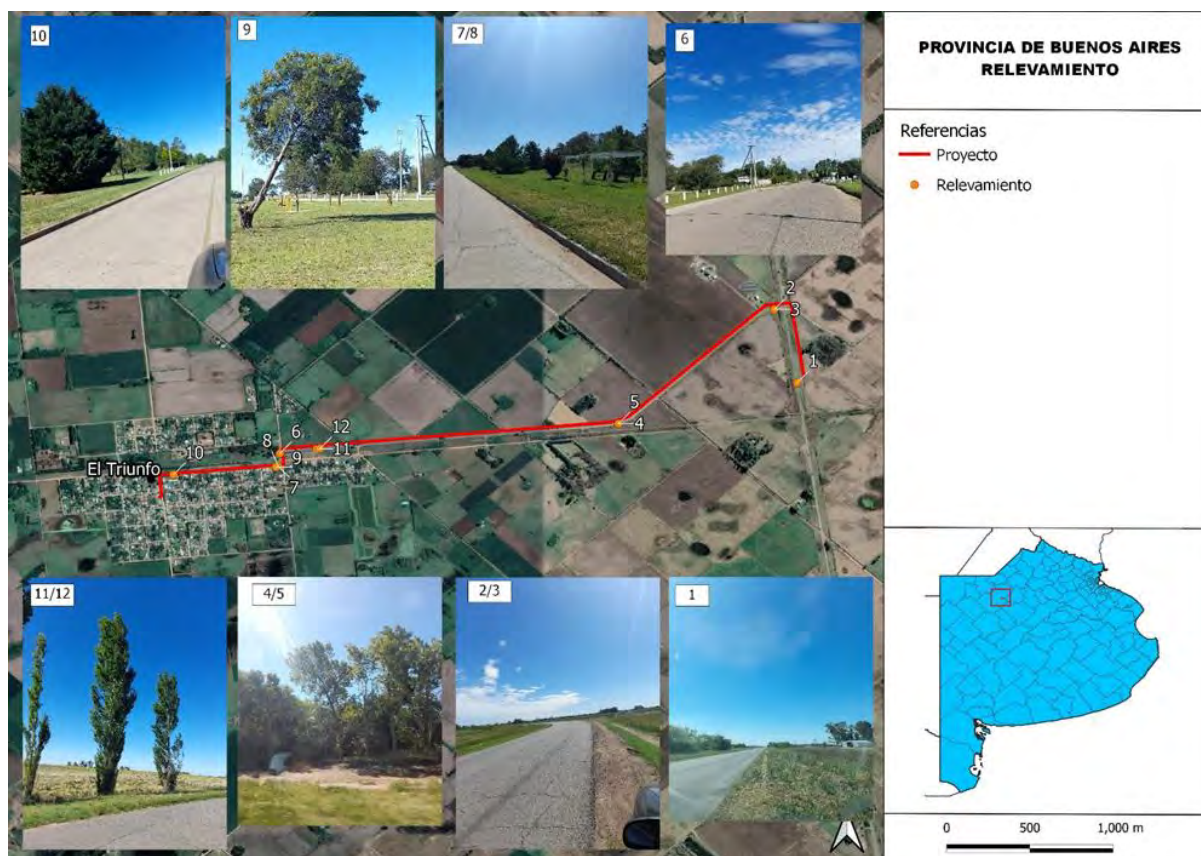 10
9
7/8
6
PROVINCIA DE BUENOS AIRES
RELEVAMIENTO
Referencias
Proyecto
Relevamiento
2
3
1
5
4
12
11
6
8
9
7
10
El Triunfo
11/12
4/5
2/3
1
0 500 1,000 m